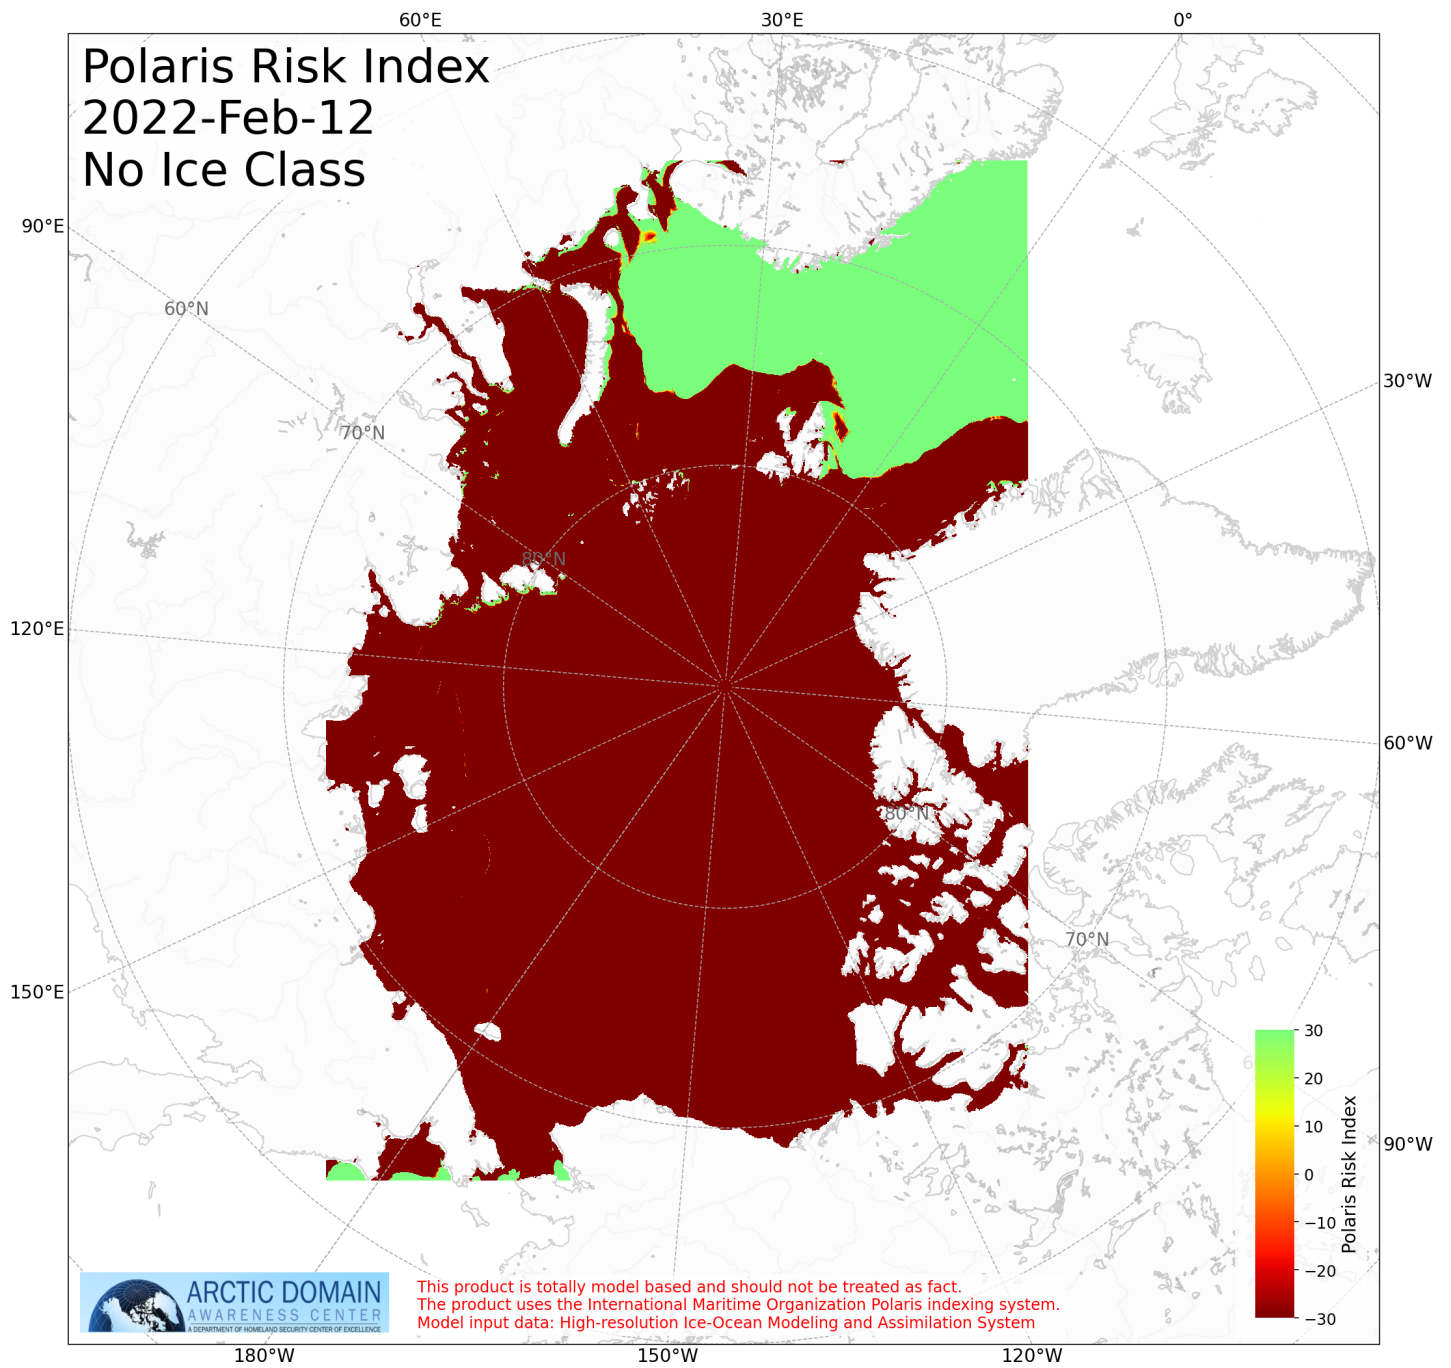 60°E 30°E 0°
Polaris Risk Index
2022-Feb-12
No Ice Class
90°E
60°N
30°W
70°N
80°N
120°E
60°W
80°N
70°N
150°E
30
20
10
0
−10
−20
−30
Polaris Risk Index
90°W
ARCTIC DOMAIN
AWARENESS CENTER
A DEPARTMENT OF HOMELAND SECURITY CENTER OF EXCELLENCE
This product is totally model based and should not be treated as fact.
The product uses the International Maritime Organization Polaris indexing system.
Model input data: High-resolution Ice-Ocean Modeling and Assimilation System
180°W 150°W 120°W